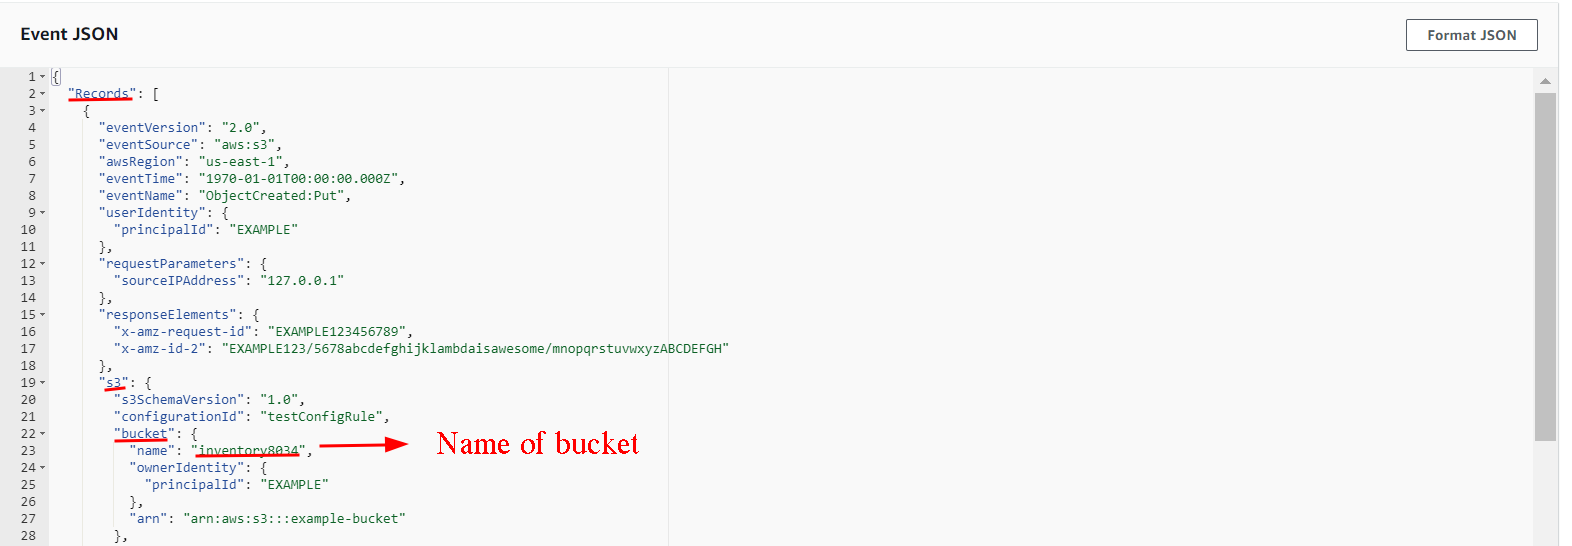 Event JSON
Format JSON
1 {
2 "Records": [
3 {
4 "eventVersion": "2.0",
5 "eventSource": "aws:s3",
6 "awsRegion": "us-east-1",
7 "eventTime": "1970-01-01T00:00:00.000Z",
8 "eventName": "ObjectCreated:Put",
9 "userIdentity": {
10 "principalId": "EXAMPLE"
11 },
12 "requestParameters": {
13 "sourceIPAddress": "127.0.0.1"
14 },
15 "responseElements": {
16 "x-amz-request-id": "EXAMPLE123456789",
17 "x-amz-id-2": "EXAMPLE123/5678abcdefghijklambdaisawesome/mnopqrstuvwxyzABCDEFGH"
18 },
19 "s3": {
20 "s3SchemaVersion": "1.0",
21 "configurationId": "testConfigRule",
22 "bucket": {
23 "name": "inventory8034", Name of bucket
24 "ownerIdentity": {
25 "principalId": "EXAMPLE"
26 },
27 "arn": "arn:aws:s3:::example-bucket"
28 },